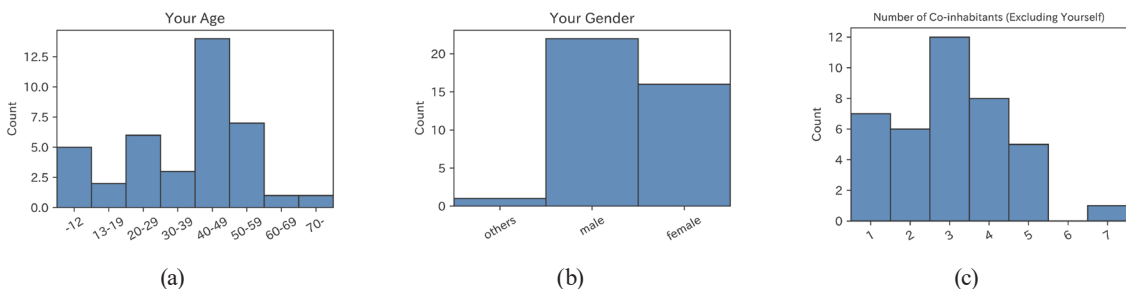 Your Age
Count
12.5
10.0
7.5
5.0
2.5
0.0
-12
13-19
20-29
30-39
40-49
50-59
60-69
70-
(a)
Your Gender
Count
20
15
10
5
0
others
male
female
(b)
Number of Co-inhabitants (Excluding Yourself)
Count
12
10
8
6
4
2
0
1
2
3
4
5
6
7
(c)